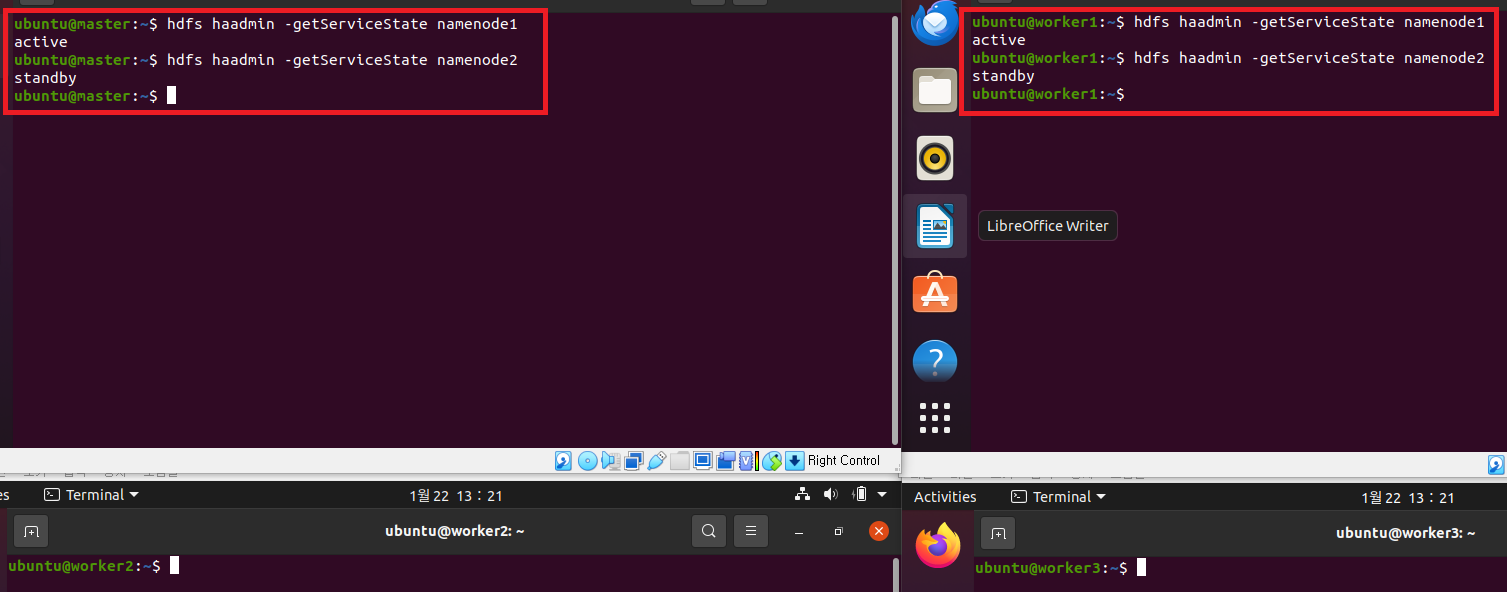 ubuntu@master:~$ hdfs haadmin -getServiceState namenode1
active
ubuntu@master:~$ hdfs haadmin -getServiceState namenode2
standby
ubuntu@master:~$
ubuntu@worker1:~$ hdfs haadmin -getServiceState namenode1
active
ubuntu@worker1:~$ hdfs haadmin -getServiceState namenode2
standby
ubuntu@worker1:~$
LibreOffice Writer
Right Control
Terminal
1월 22 13 : 21
ubuntu@worker2: ~
ubuntu@worker2:~$
Activities
Terminal
1월 22 13 : 21
ubuntu@worker3: ~
ubuntu@worker3:~$